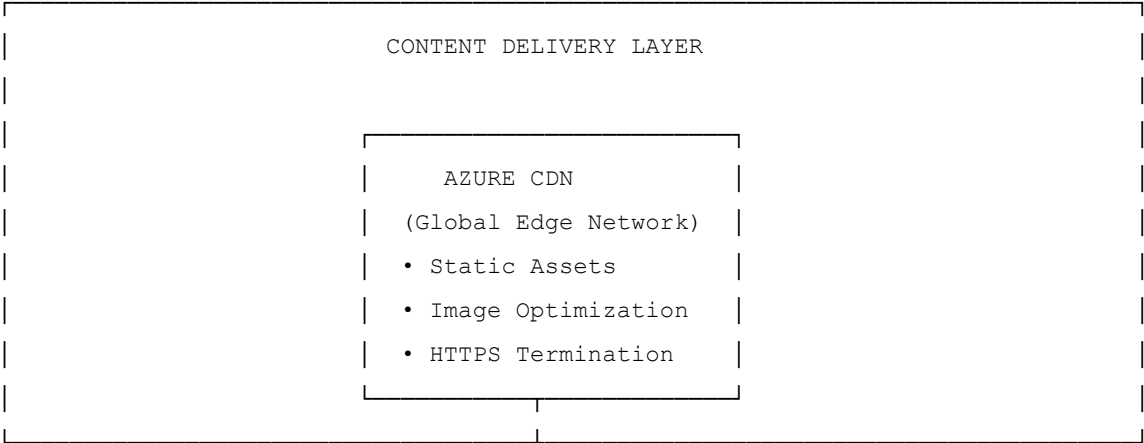 CONTENT DELIVERY LAYER
AZURE CDN
(Global Edge Network)
• Static Assets
• Image Optimization
• HTTPS Termination